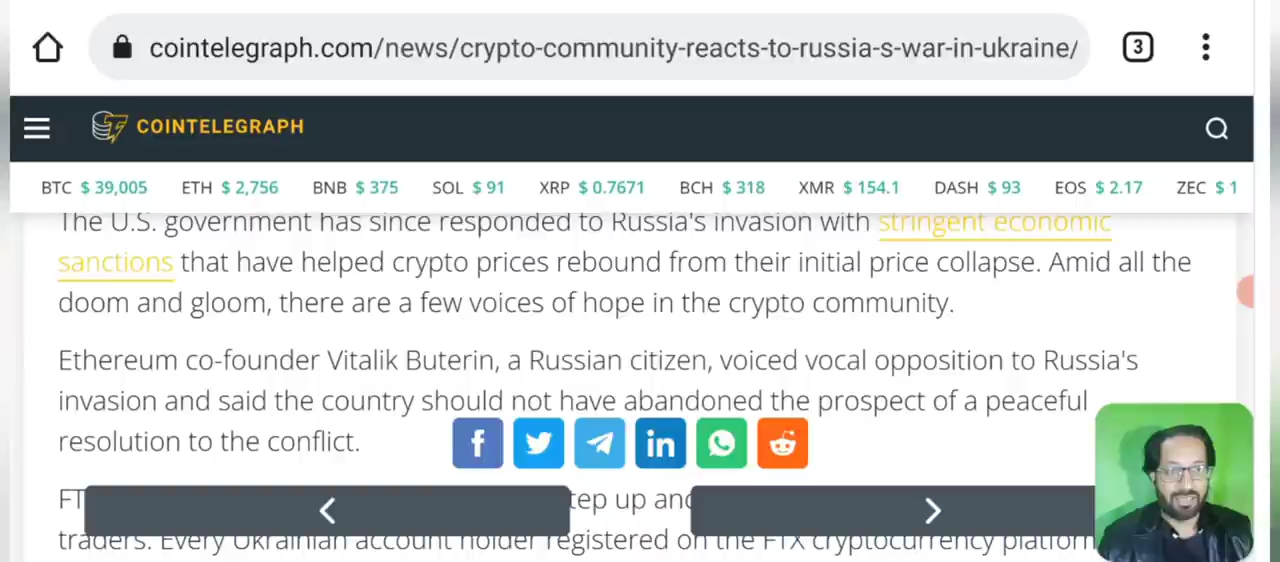 cointelegraph.com/news/crypto-community-reacts-to-russia-s-war-in-ukraine/
3
COINTELEGRAPH
BTC $ 39,005 ETH $ 2,756 BNB $ 375 SOL $ 91 XRP $ 0.7671 BCH $ 318 XMR $ 154.1 DASH $ 93 EOS $ 2.17 ZEC $ 1
The U.S. government has since responded to Russia's invasion with stringent economic
sanctions that have helped crypto prices rebound from their initial price collapse. Amid all the
doom and gloom, there are a few voices of hope in the crypto community.
Ethereum co-founder Vitalik Buterin, a Russian citizen, voiced vocal opposition to Russia's
invasion and said the country should not have abandoned the prospect of a peaceful
resolution to the conflict.
up and
traders. Every Ukrainian account holder registered on the FTX cryptocurrency platform